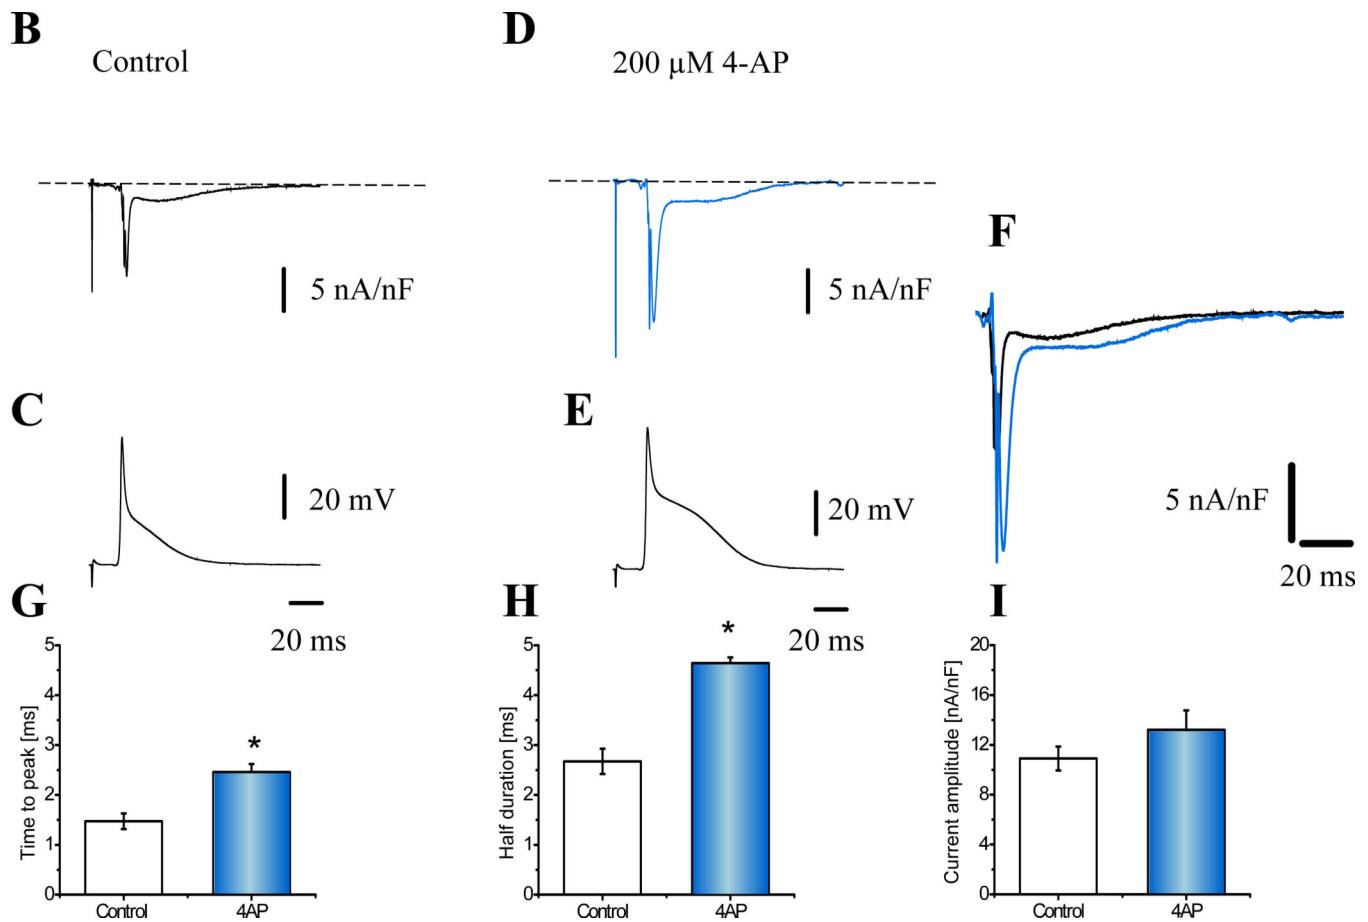 B
Control
D
200 µM 4-AP
5 nA/nF
5 nA/nF
F
C
20 mV
E
20 mV
5 nA/nF
20 ms
G
20 ms
H
*
20 ms
I
Time to peak [ms]
5
4
3
2
1
0
*
Control
4AP
Half duration [ms]
5
4
3
2
1
0
Control
4AP
Current amplitude [nA/nF]
20
16
12
8
4
0
Control
4AP